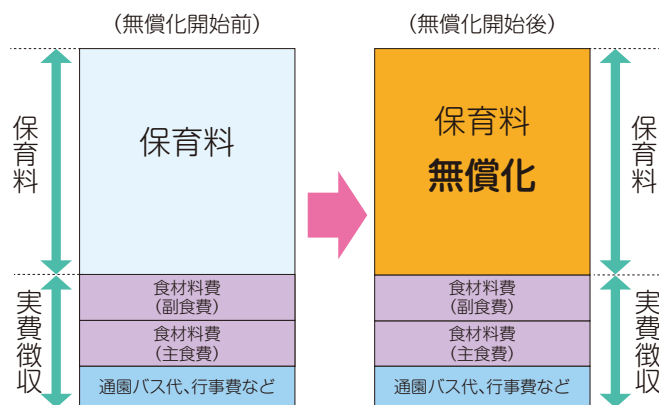 (無償化開始前)
(無償化開始後)
保育料
保育料
保育料
無償化
保育料
実費徴収
食材料費
(副食費)
食材料費
(主食費)
通園バス代、行事費など
食材料費
(副食費)
食材料費
(主食費)
通園バス代、行事費など
実費徴収